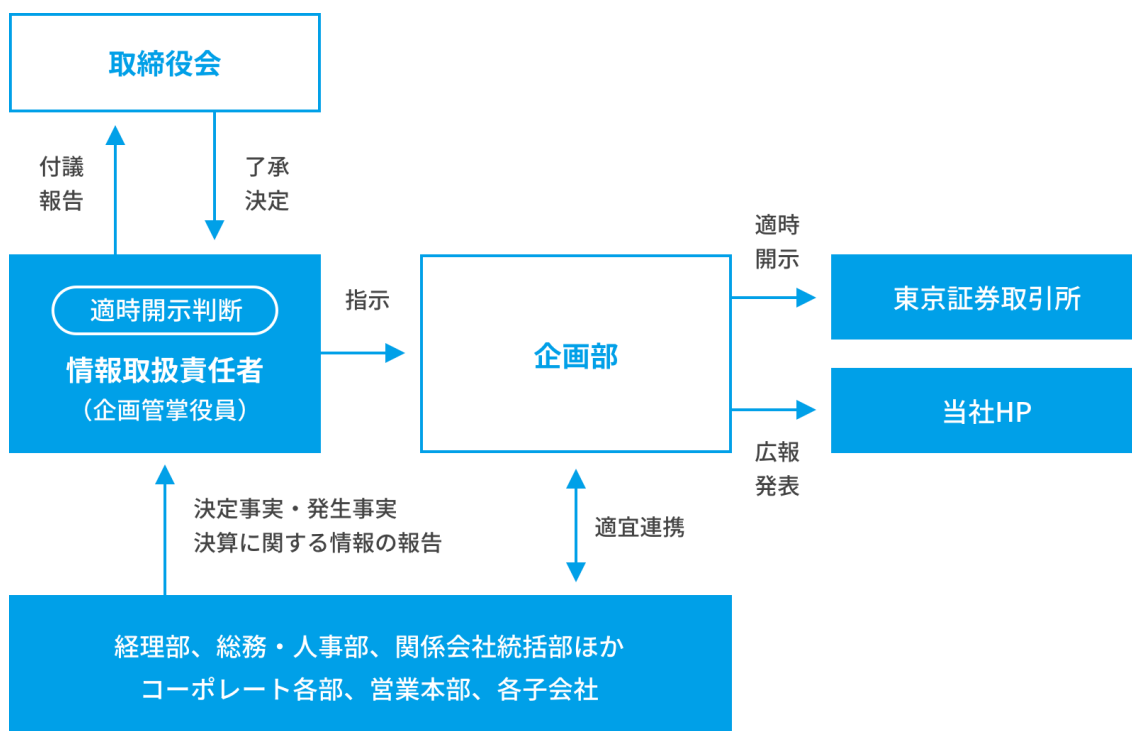 取締役会
付議
報告
了承
決定
適時開示判断
情報取扱責任者
（企画管掌役員）
指示
企画部
適時
開示
東京証券取引所
当社HP
広報
発表
決定事実・発生事実
決算に関する情報の報告
適宜連携
経理部、総務・人事部、関係会社統括部ほか
コーポレート各部、営業本部、各子会社